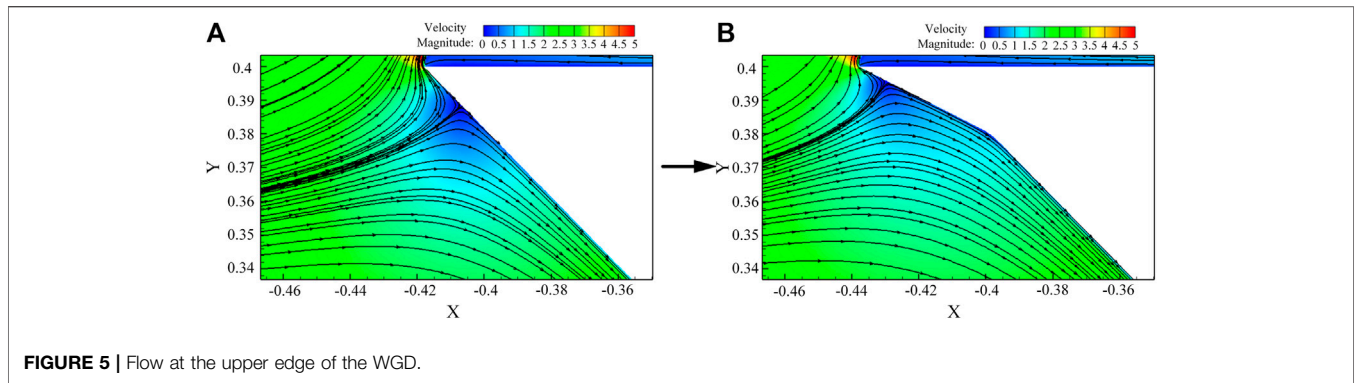 A
Velocity
Magnitude: 0 0.5 1 1.5 2 2.5 3 3.5 4 4.5 5
0.4
0.39
0.38
0.37
0.36
0.35
0.34
Y
-0.46 -0.44 -0.42 -0.4 -0.38 -0.36
X
B
Velocity
Magnitude: 0 0.5 1 1.5 2 2.5 3 3.5 4 4.5 5
0.4
0.39
0.38
0.37
0.36
0.35
0.34
Y
-0.46 -0.44 -0.42 -0.4 -0.38 -0.36
X
FIGURE 5 | Flow at the upper edge of the WGD.